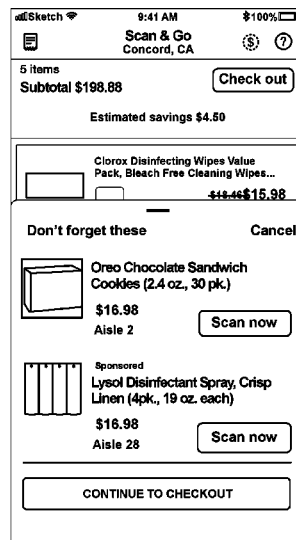 Sketch 9:41 AM 100%
Scan & Go
Concord, CA
5 items
Subtotal $198.88
Check out
Estimated savings $4.50
Clorox Disinfecting Wipes Value
Pack, Bleach Free Cleaning Wipes...
$15.98
Don't forget these Cancel
Oreo Chocolate Sandwich
Cookies (2.4 oz., 30 pk.)
$16.98
Aisle 2
Scan now
Sponsored
Lysol Disinfectant Spray, Crisp
Linen (4pk., 19 oz. each)
$16.98
Aisle 28
Scan now
CONTINUE TO CHECKOUT